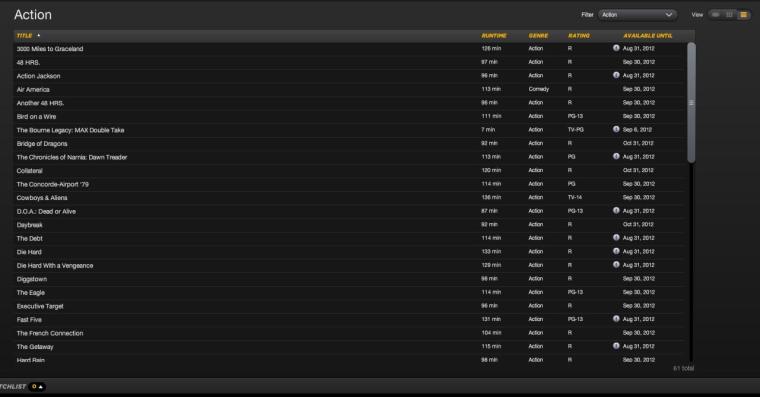 Action
Filter Action View
TITLE RUNTIME GENRE RATING AVAILABLE UNTIL
3000 Miles to Graceland 126 min Action R Aug 31, 2012
48 HRS. 97 min Action R Sep 30, 2012
Action Jackson 96 min Action R Aug 31, 2012
Air America 113 min Comedy R Sep 30, 2012
Another 48 HRS. 96 min Action R Sep 30, 2012
Bird on a Wire 111 min Action PG-13 Sep 30, 2012
The Bourne Legacy: MAX Double Take 7 min Action TV-PG Sep 6, 2012
Bridge of Dragons 92 min Action R Oct 31, 2012
The Chronicles of Narnia: Dawn Treader 113 min Action PG Aug 31, 2012
Collateral 120 min Action R Oct 31, 2012
The Concorde-Airport '79 114 min Action PG Sep 30, 2012
Cowboys & Aliens 136 min Action TV-14 Sep 30, 2012
D.O.A.: Dead or Alive 87 min Action PG-13 Aug 31, 2012
Daybreak 92 min Action R Oct 31, 2012
The Debt 114 min Action R Aug 31, 2012
Die Hard 133 min Action R Aug 31, 2012
Die Hard With a Vengeance 129 min Action R Aug 31, 2012
Diggstown 98 min Action R Sep 30, 2012
The Eagle 114 min Action PG-13 Sep 30, 2012
Executive Target 96 min Action R Sep 30, 2012
Fast Five 131 min Action PG-13 Aug 31, 2012
The French Connection 104 min Action R Sep 30, 2012
The Getaway 115 min Action R Aug 31, 2012
Hard Rain 98 min Action R Sep 30, 2012
61 total
TCHLIST 0